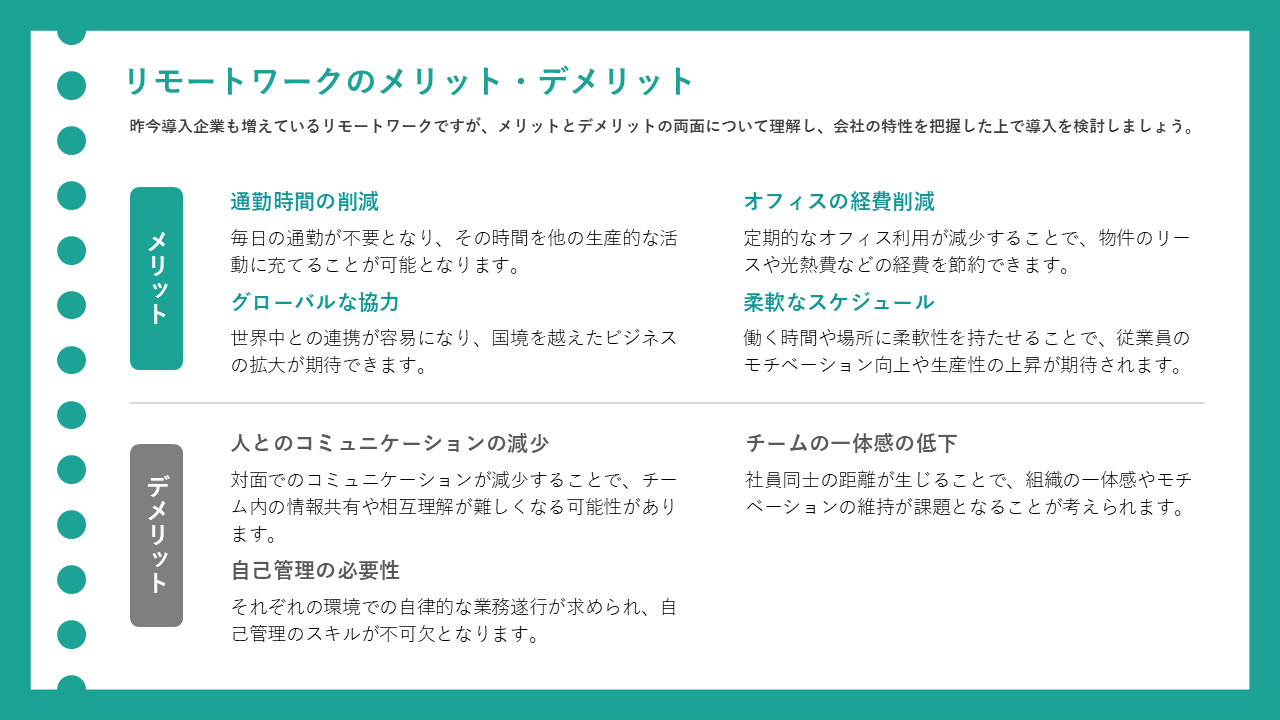 リモートワークのメリット・デメリット
昨今導入企業も増えているリモートワークですが、メリットとデメリットの両面について理解し、会社の特性を把握した上で導入を検討しましょう。
メリット
通勤時間の削減
毎日の通勤が不要となり、その時間を他の生産的な活
動に充てることが可能となります。
グローバルな協力
世界中との連携が容易になり、国境を越えたビジネス
の拡大が期待できます。
オフィスの経費削減
定期的なオフィス利用が減少することで、物件のリー
スや光熱費などの経費を節約できます。
柔軟なスケジュール
働く時間や場所に柔軟性を持たせることで、従業員の
モチベーション向上や生産性の上昇が期待されます。
デメリット
人とのコミュニケーションの減少
対面でのコミュニケーションが減少することで、チー
ム内の情報共有や相互理解が難しくなる可能性があり
ます。
自己管理の必要性
それぞれの環境での自律的な業務遂行が求められ、自
己管理のスキルが不可欠となります。
チームの一体感の低下
社員同士の距離が生じることで、組織の一体感やモチ
ベーションの維持が課題となることが考えられます。